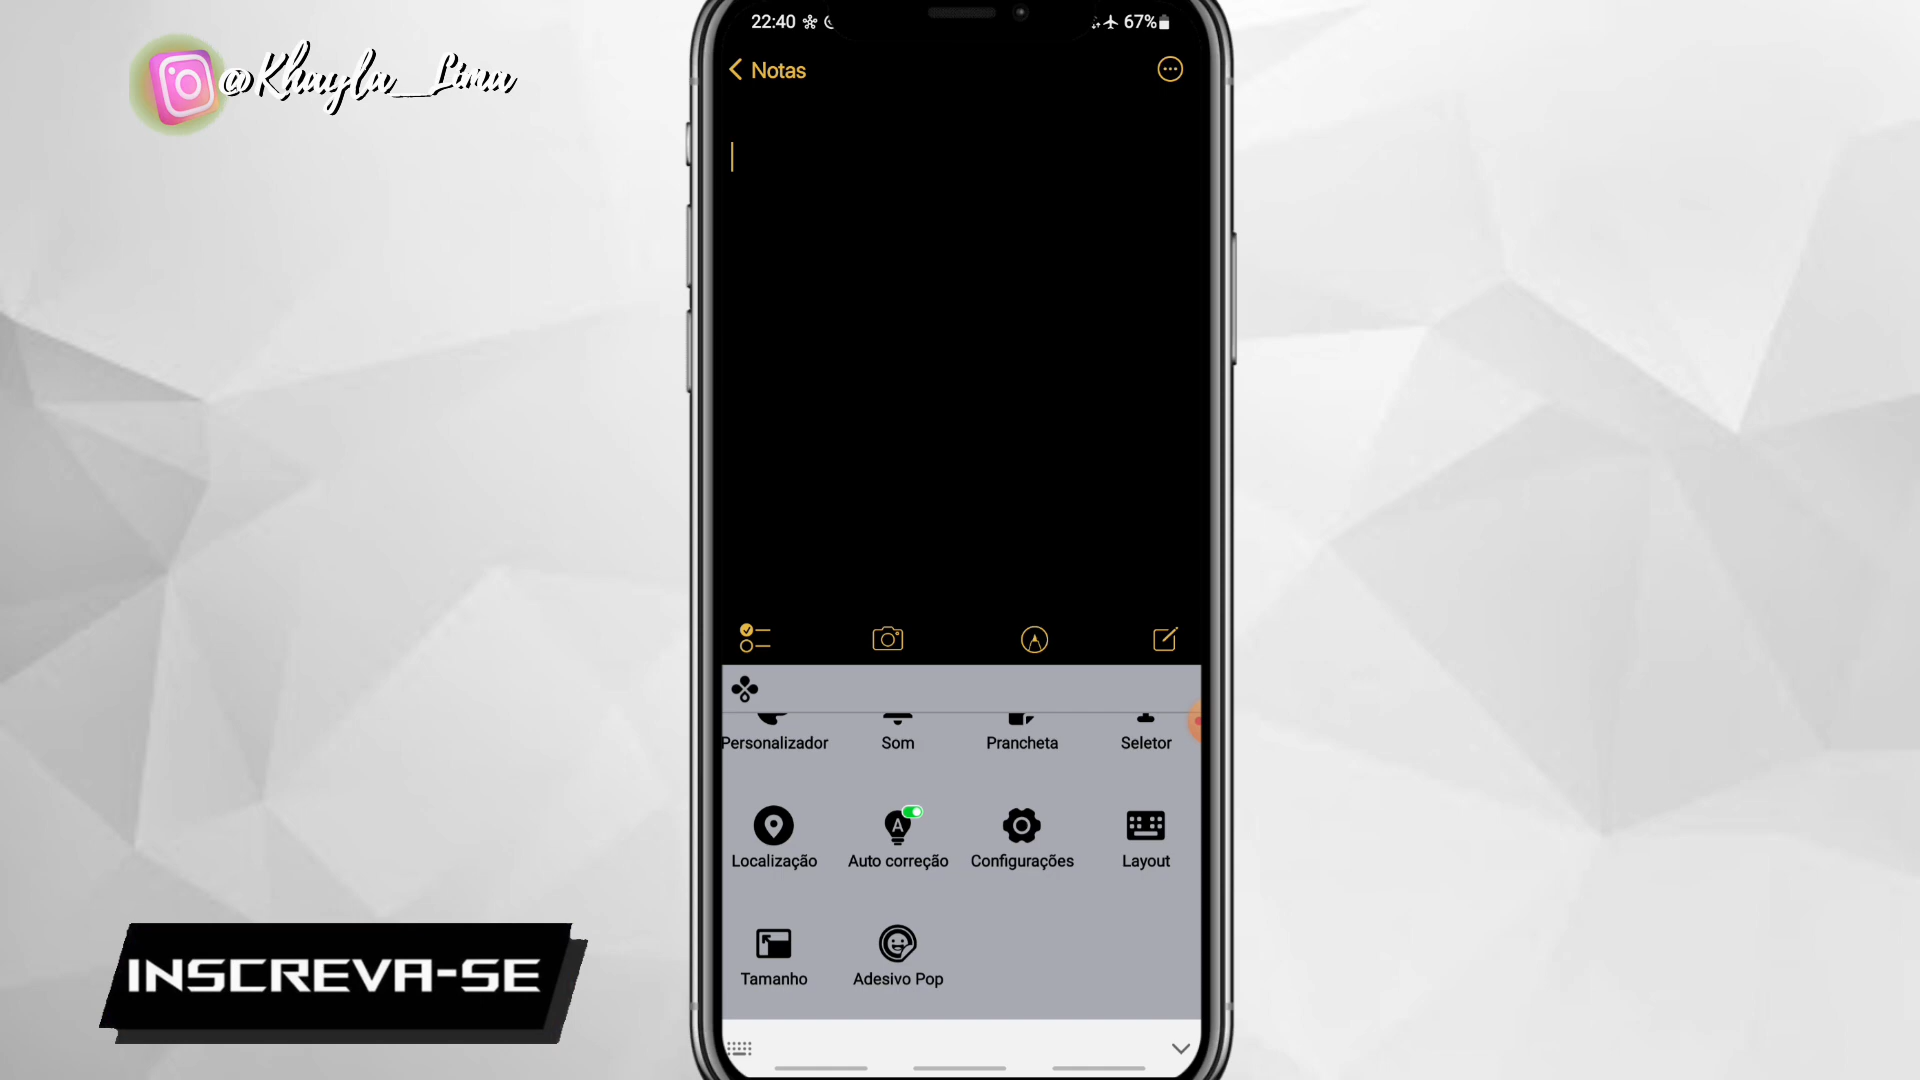 @Khayla_Lima
22:40
67%
Notas
Personalizador
Som
Prancheta
Seletor
Localização
Auto correção
Configurações
Layout
Tamanho
Adesivo Pop
INSCREVA-SE